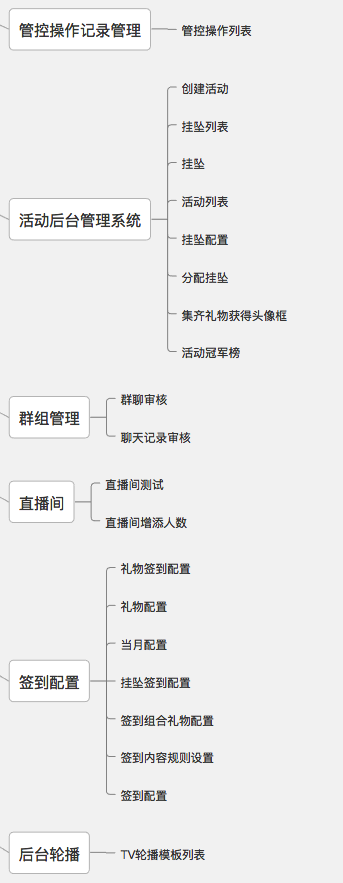 管控操作记录管理
管控操作列表
活动后台管理系统
创建活动
挂坠列表
挂坠
活动列表
挂坠配置
分配挂坠
集齐礼物获得头像框
活动冠军榜
群组管理
群聊审核
聊天记录审核
直播间
直播间测试
直播间增添人数
签到配置
礼物签到配置
礼物配置
当月配置
挂坠签到配置
签到组合礼物配置
签到内容规则设置
签到配置
后台轮播
TV轮播模板列表